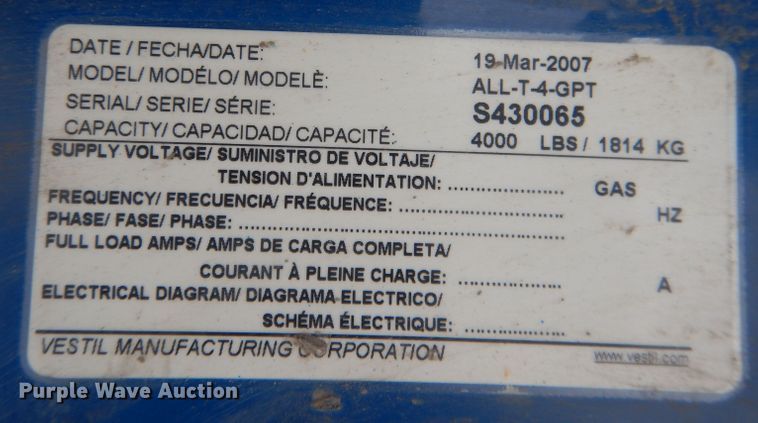 DATE / FECHA/DATE: 19-Mar-2007
MODEL/ MODÉLO/ MODELÈ: ALL-T-4-GPT
SERIAL/ SERIE/ SÉRIE: S430065
CAPACITY/ CAPACIDAD/ CAPACITÉ: 4000 LBS / 1814 KG
SUPPLY VOLTAGE/ SUMINISTRO DE VOLTAJE/
TENSION D'ALIMENTATION: .................... GAS
FREQUENCY/ FRECUENCIA/ FRÉQUENCE: ............................ HZ
PHASE/ FASE/ PHASE: ........................................................
FULL LOAD AMPS/ AMPS DE CARGA COMPLETA/
COURANT À PLEINE CHARGE: .................. A
ELECTRICAL DIAGRAM/ DIAGRAMA ELECTRICO/
SCHÉMA ÉLECTRIQUE: .................
VESTIL MANUFACTURING CORPORATION www.vestil.com
Purple Wave Auction